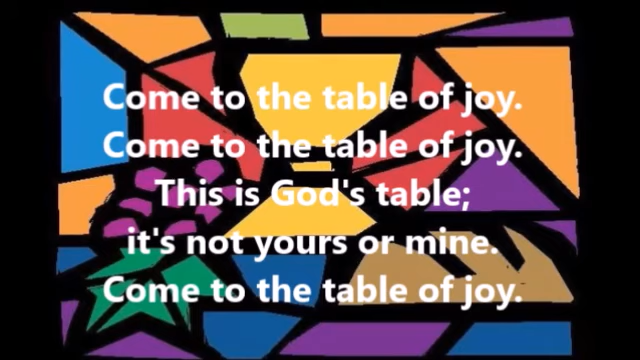 Come to the table of joy.
Come to the table of joy.
This is God's table;
it's not yours or mine.
Come to the table of joy.